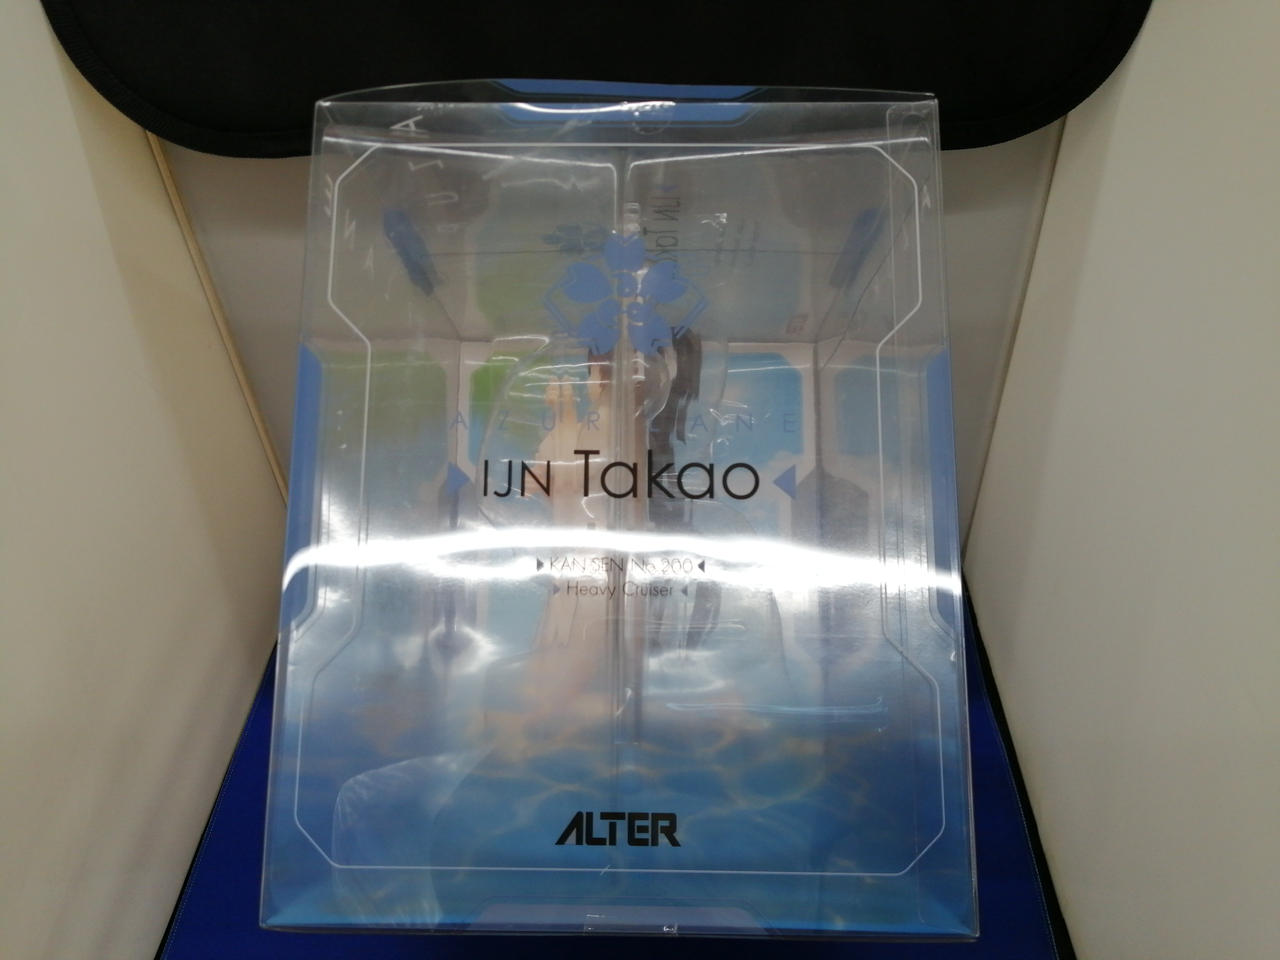 AZUR LANE
IJN Takao
KAN-SEN No.200
Heavy Cruiser
ALTER